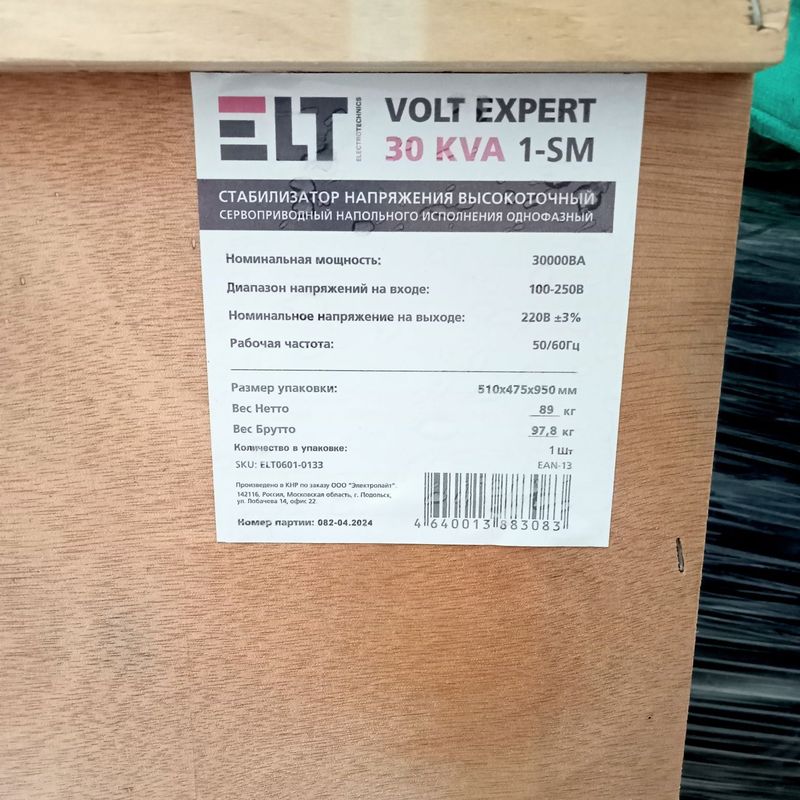 ELT
ELECTROTECHNICS
VOLT EXPERT
30 KVA 1-SM
СТАБИЛИЗАТОР НАПРЯЖЕНИЯ ВЫСОКОТОЧНЫЙ
СЕРВОПРИВОДНЫЙ НАПОЛЬНОГО ИСПОЛНЕНИЯ ОДНОФАЗНЫЙ
Номинальная мощность: 30000ВА
Диапазон напряжений на входе: 100-250В
Номинальное напряжение на выходе: 220В ±3%
Рабочая частота: 50/60Гц
Размер упаковки: 510x475x950 мм
Вес Нетто 89 кг
Вес Брутто 97,8 кг
Количество в упаковке: 1 Шт
SKU: ELT0601-0133 EAN-13
Произведено в КНР по заказу ООО "Электролайт".
142116, Россия, Московская область, г. Подольск,
ул. Лобачова 14, офис 22.
Номер партии: 082-04.2024
4 640013 883083